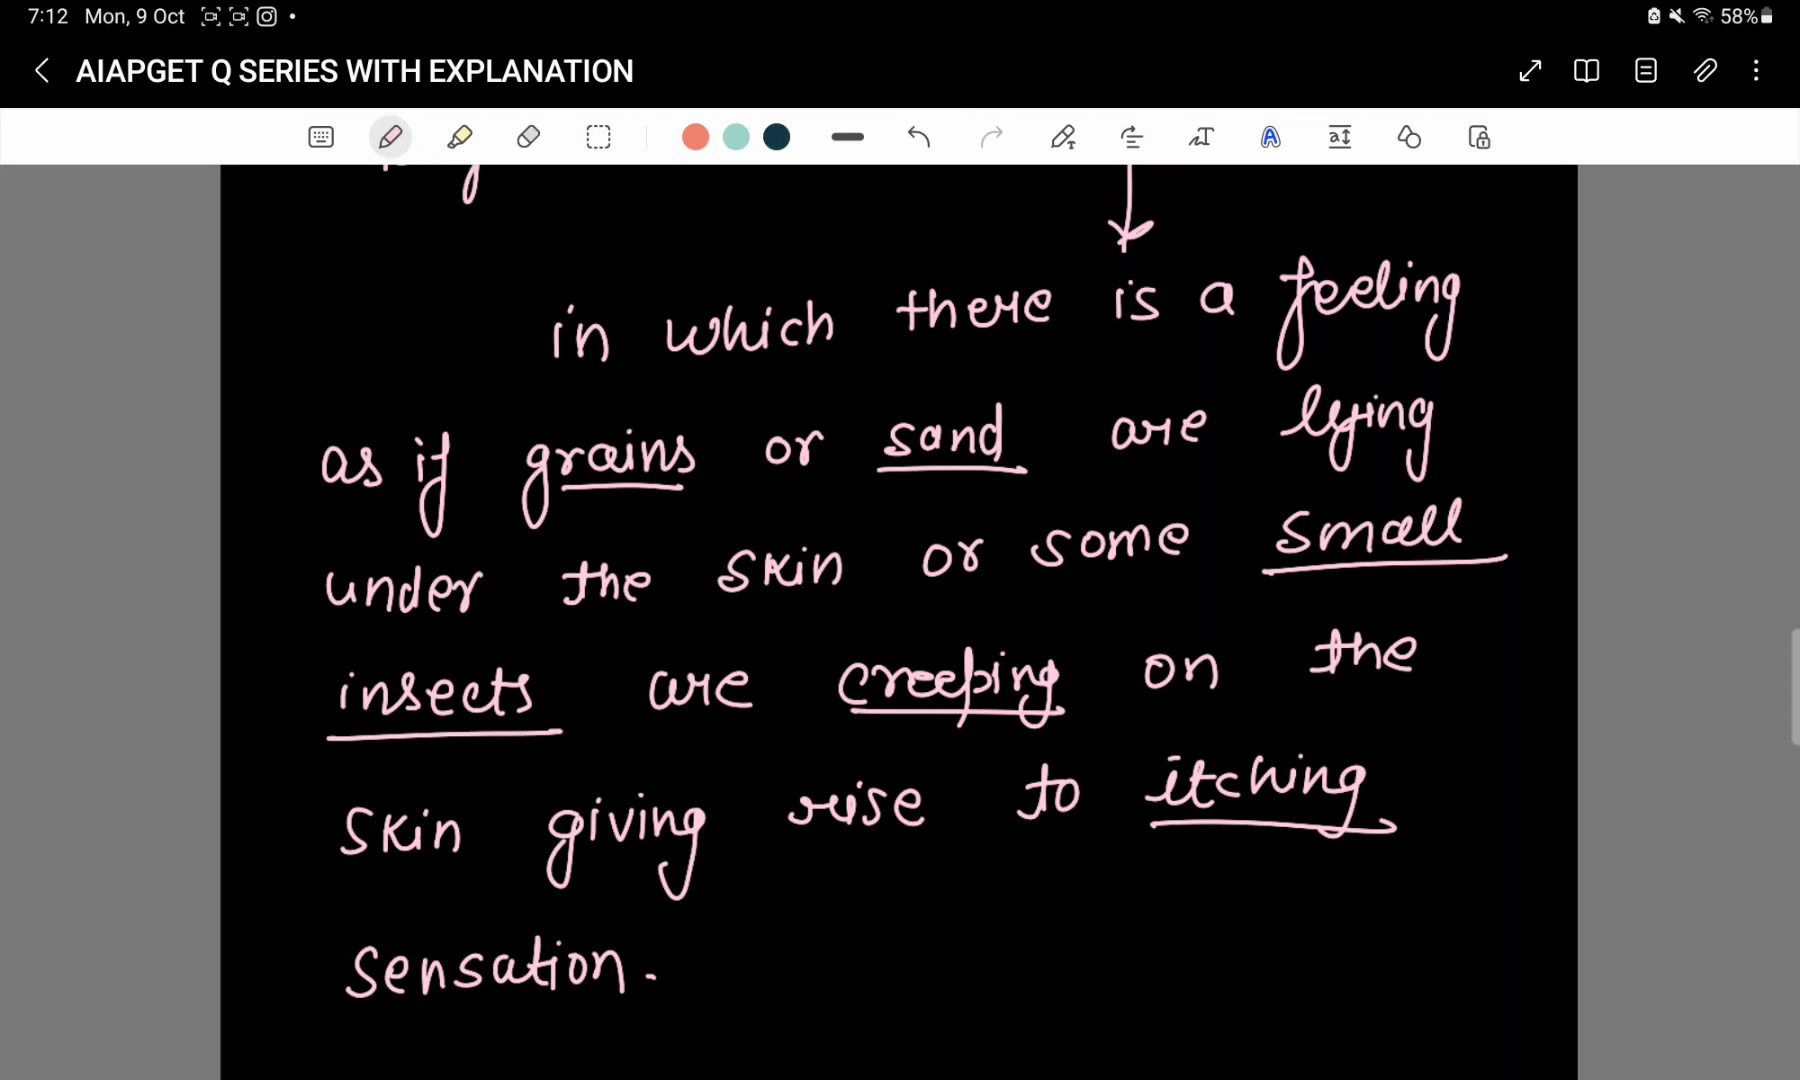 7:12 Mon, 9 Oct 58%
AIAPGET Q SERIES WITH EXPLANATION
in which there is a feeling
as if grains or sand are lying
under the skin or some small
insects are creeping on the
skin giving rise to itching
sensation.